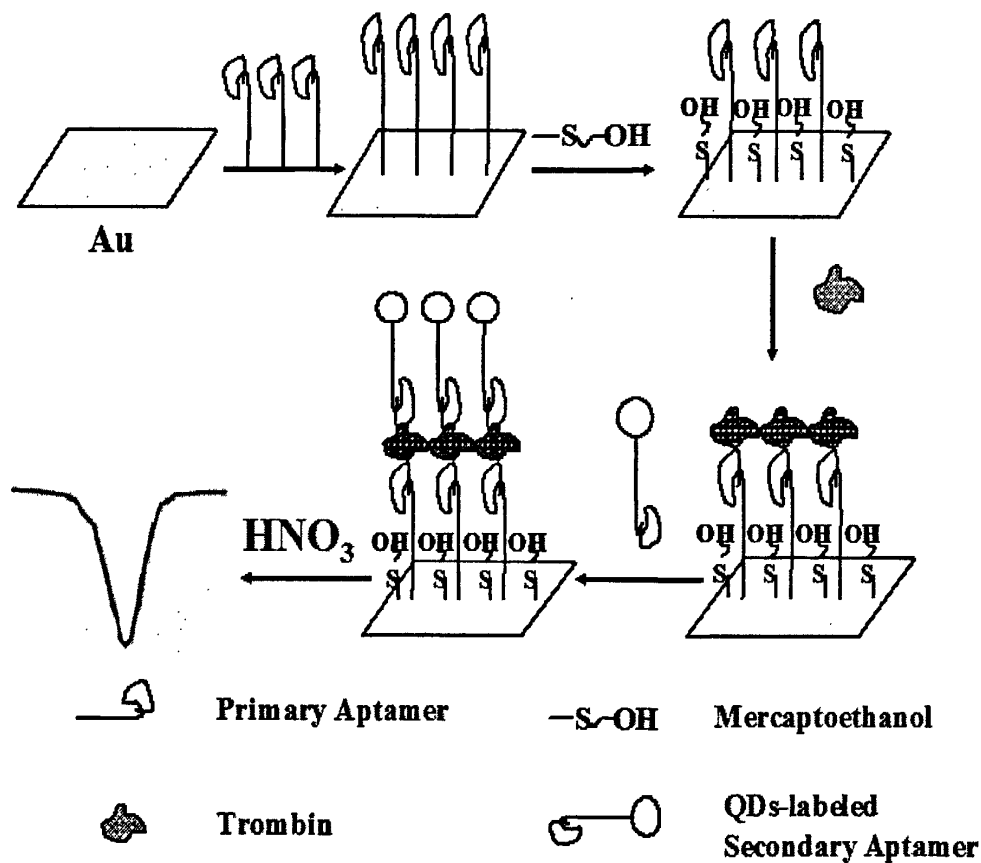 OH OH OH OH
–S~OH
S S S S
Au
OH OH OH OH
HNO3
OH OH OH OH
S S S S
S S S S
Primary Aptamer
–S~OH
Mercaptoethanol
Trombin
QDs-labeled
Secondary Aptamer